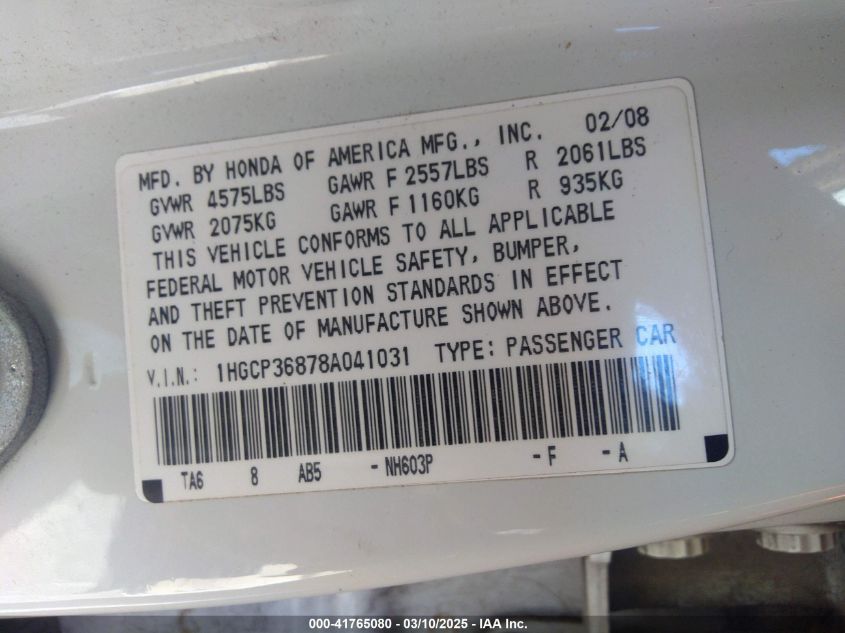 MFD. BY HONDA OF AMERICA MFG., INC. 02/08
GVWR 4575LBS GAWR F 2557LBS R 2061LBS
GVWR 2075KG GAWR F 1160KG R 935KG
THIS VEHICLE CONFORMS TO ALL APPLICABLE
FEDERAL MOTOR VEHICLE SAFETY, BUMPER,
AND THEFT PREVENTION STANDARDS IN EFFECT
ON THE DATE OF MANUFACTURE SHOWN ABOVE.
V.I.N.: 1HGCP36878A041031 TYPE: PASSENGER CAR
TA6 8 AB5 - NH603P - F - A
000-41765080 - 03/10/2025 - IAA Inc.